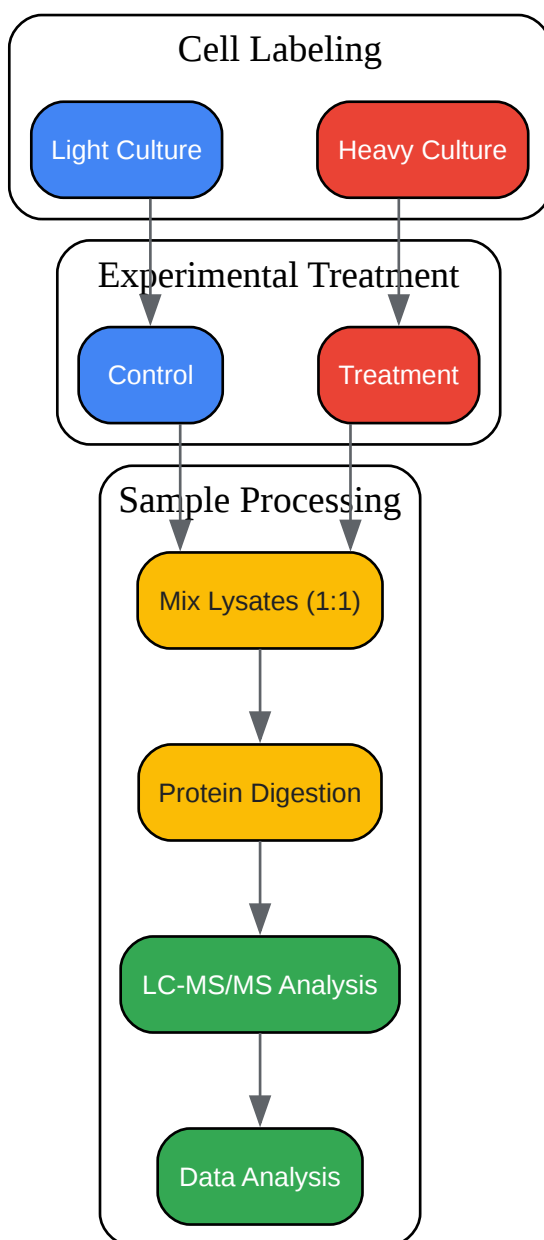 Cell Labeling
Light Culture
Heavy Culture
Experimental Treatment
Control
Treatment
Sample Processing
Mix Lysates (1:1)
Protein Digestion
LC-MS/MS Analysis
Data Analysis